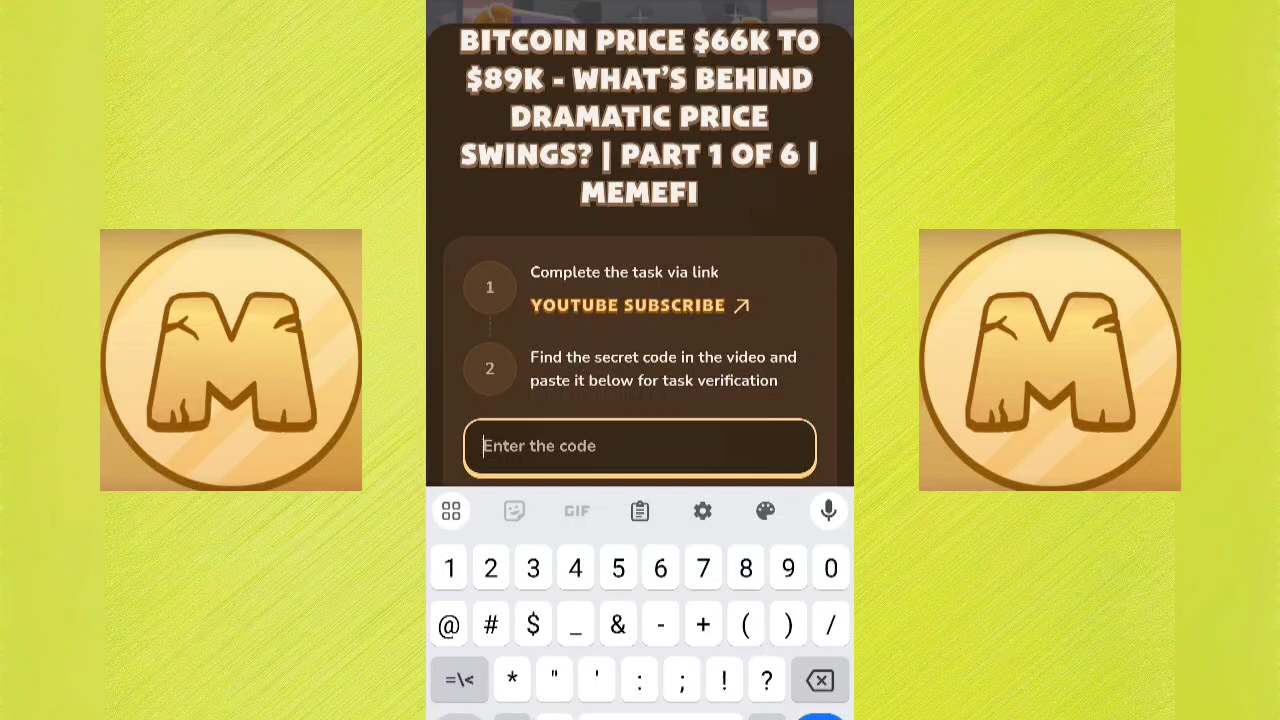 BITCOIN PRICE $66K TO
$89K - WHAT'S BEHIND
DRAMATIC PRICE
SWINGS? | PART 1 OF 6 |
MEMEFI
1
Complete the task via link
YOUTUBE SUBSCRIBE
2
Find the secret code in the video and
paste it below for task verification
Enter the code
GIF
1 2 3 4 5 6 7 8 9 0
@ # $ _ & - + ( ) /
=\< * " ' : ; ! ?
M
M